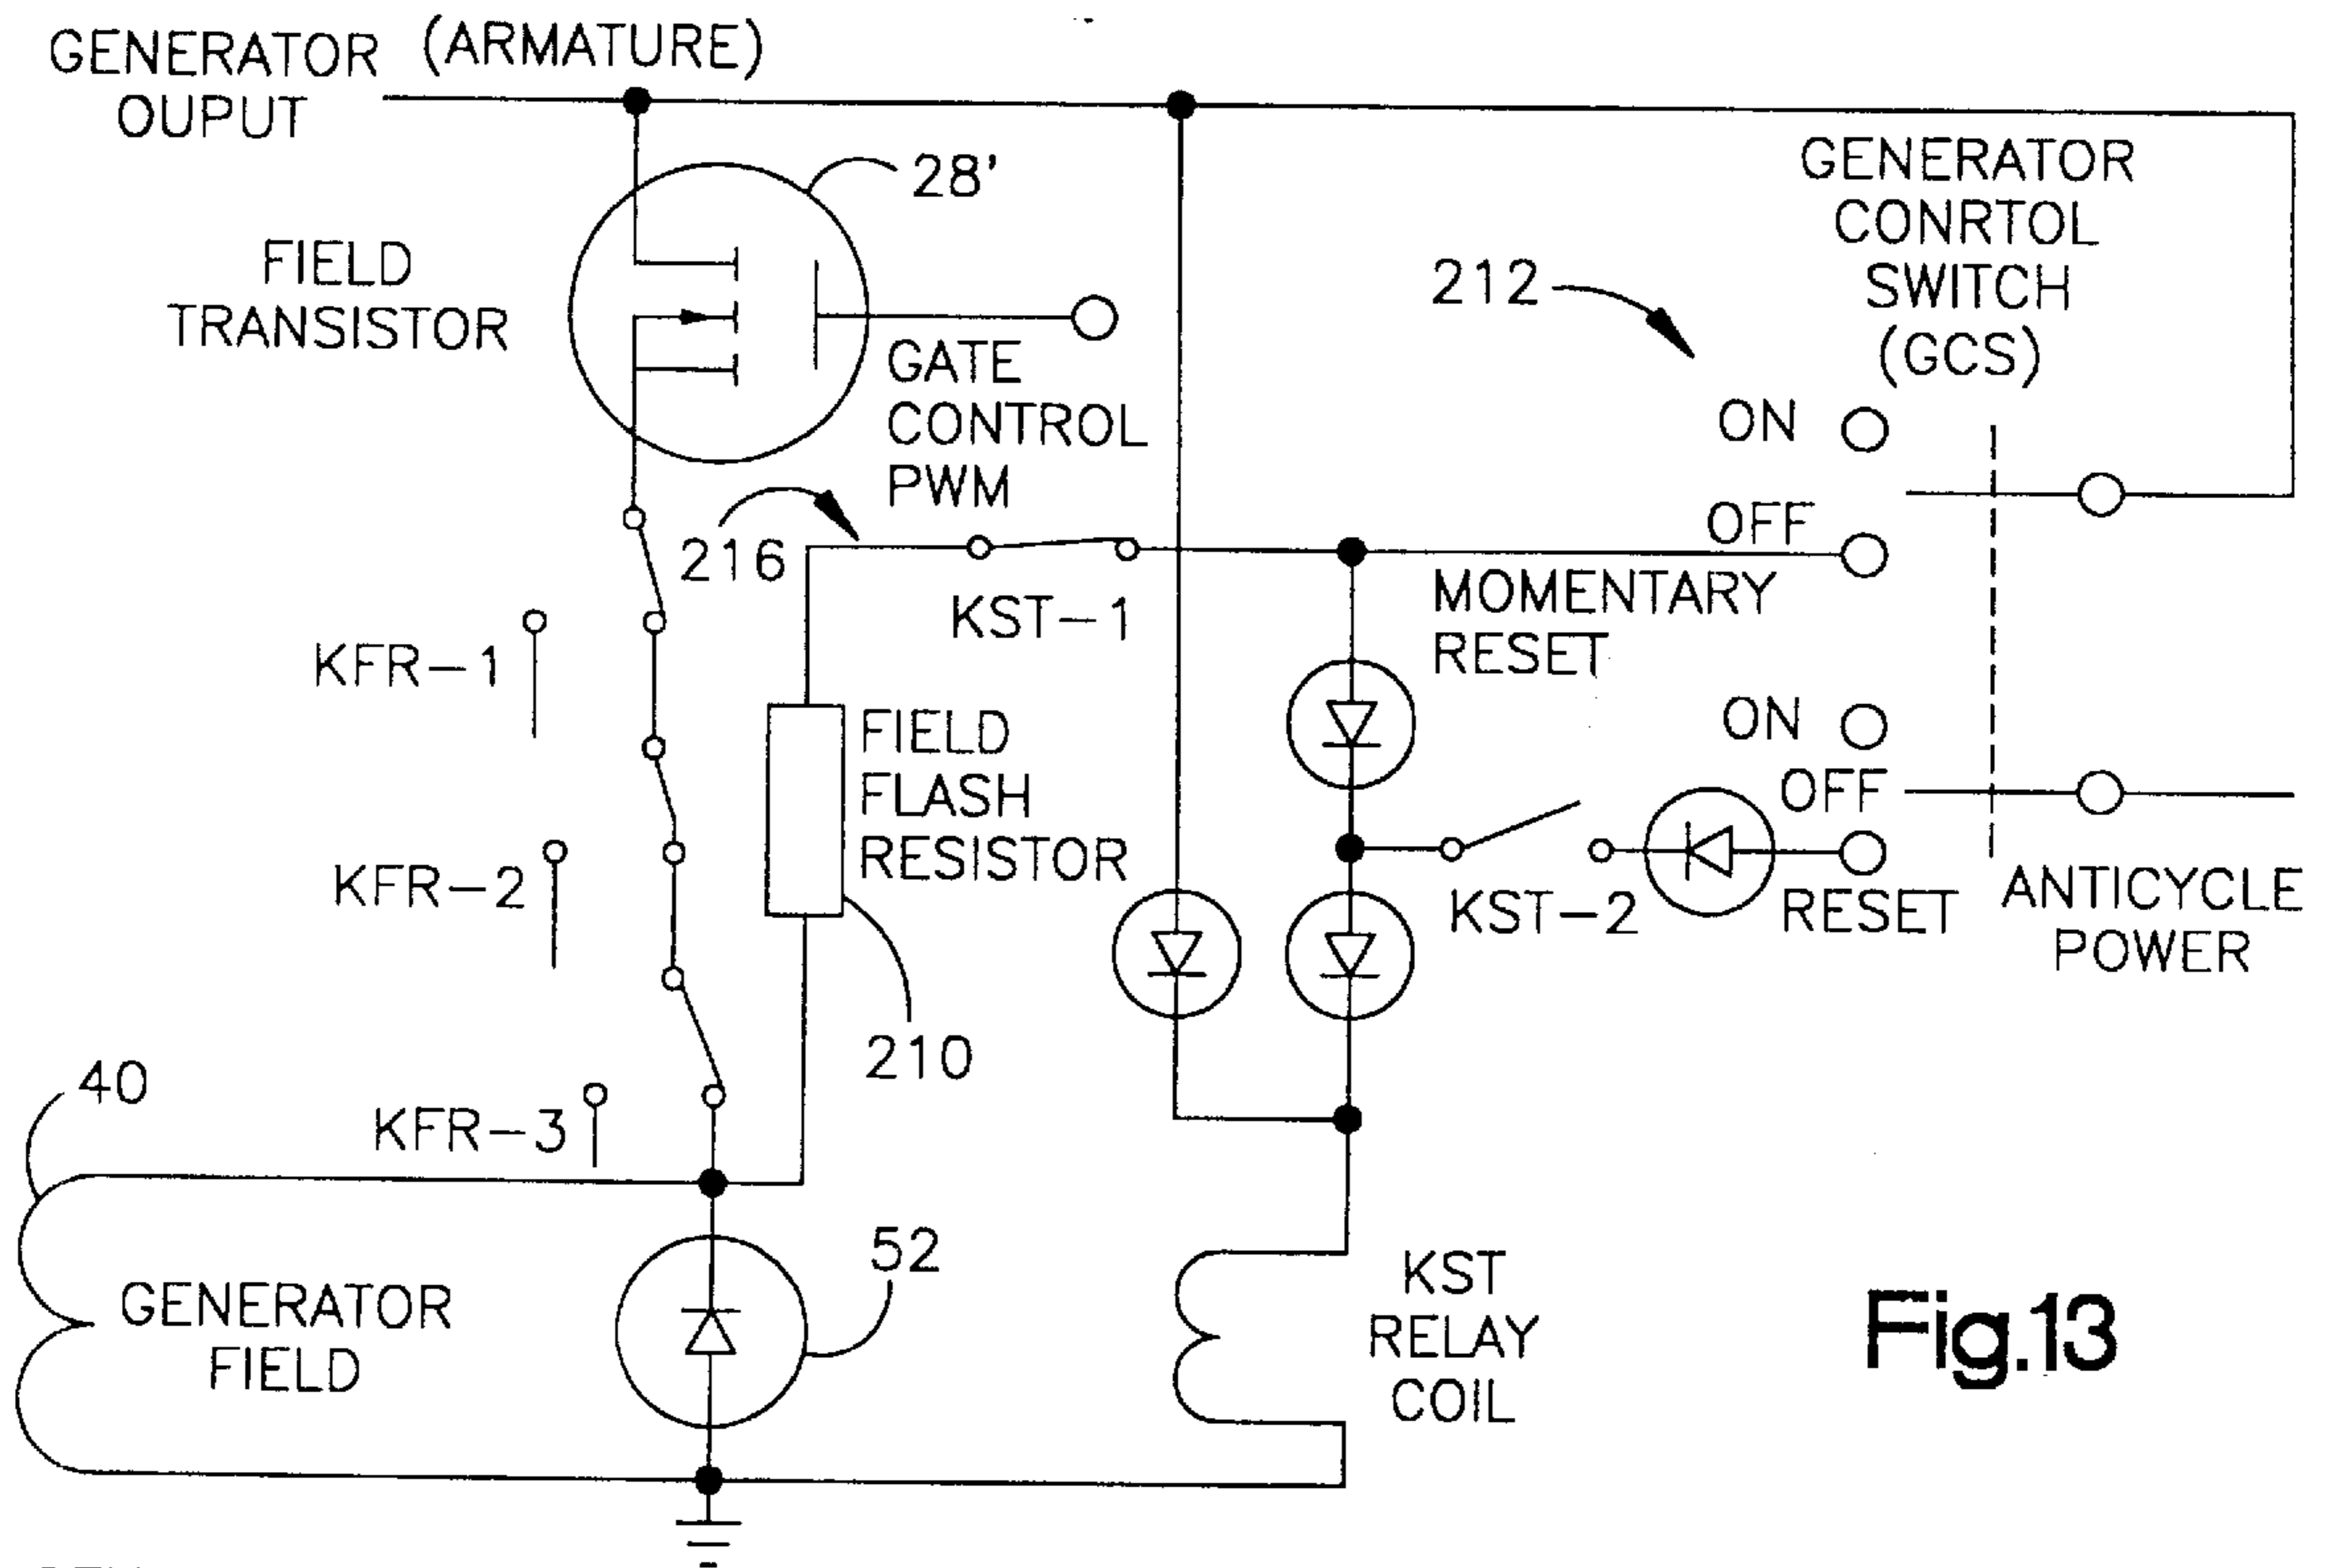 GENERATOR (ARMATURE)
OUPUT
28'
FIELD
TRANSISTOR
GATE
CONTROL
PWM
GENERATOR
CONRTOL
SWITCH
(GCS)
212
ON
OFF
216
KST-1
MOMENTARY
RESET
KFR-1
FIELD
FLASH
RESISTOR
ON
OFF
KFR-2
KST-2
RESET
ANTICYCLE
POWER
210
40
KFR-3
52
GENERATOR
FIELD
KST
RELAY
COIL
Fig.13